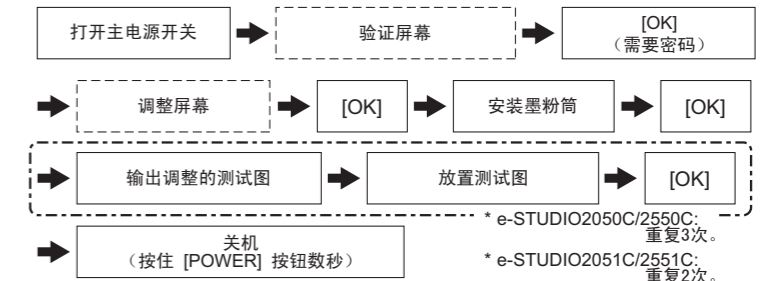 打开主电源开关
验证屏幕
[OK]
（需要密码）
调整屏幕
[OK]
安装墨粉筒
[OK]
输出调整的测试图
放置测试图
[OK]
关机
（按住 [POWER] 按钮数秒）
* e-STUDIO2050C/2550C:
重复3次。
* e-STUDIO2051C/2551C:
重复2次。